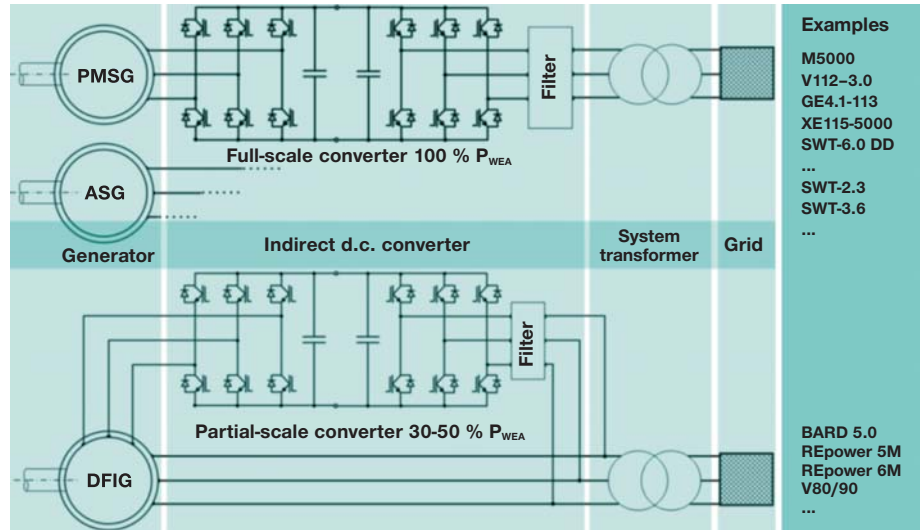 PMSG
Filter
Full-scale converter 100 % PWEA
ASG
Generator
Indirect d.c. converter
System
transformer
Grid
Filter
Partial-scale converter 30-50 % PWEA
DFIG
Examples
M5000
V112–3.0
GE4.1-113
XE115-5000
SWT-6.0 DD
...
SWT-2.3
SWT-3.6
...
BARD 5.0
REpower 5M
REpower 6M
V80/90
...